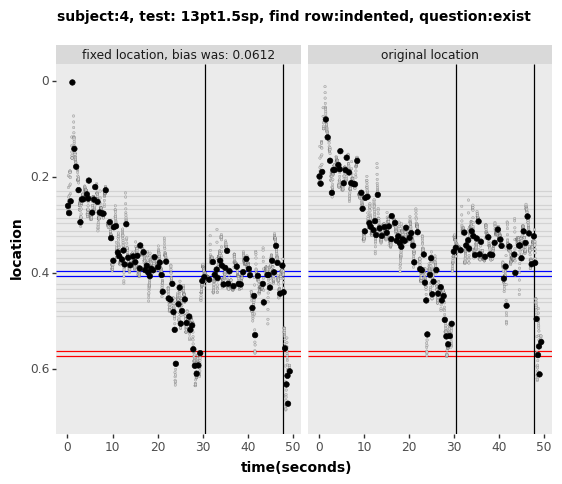 subject:4, test: 13pt1.5sp, find row:indented, question:exist
fixed location, bias was: 0.0612
original location
location
0
0.2
0.4
0.6
0 10 20 30 40 50
0 10 20 30 40 50
time(seconds)